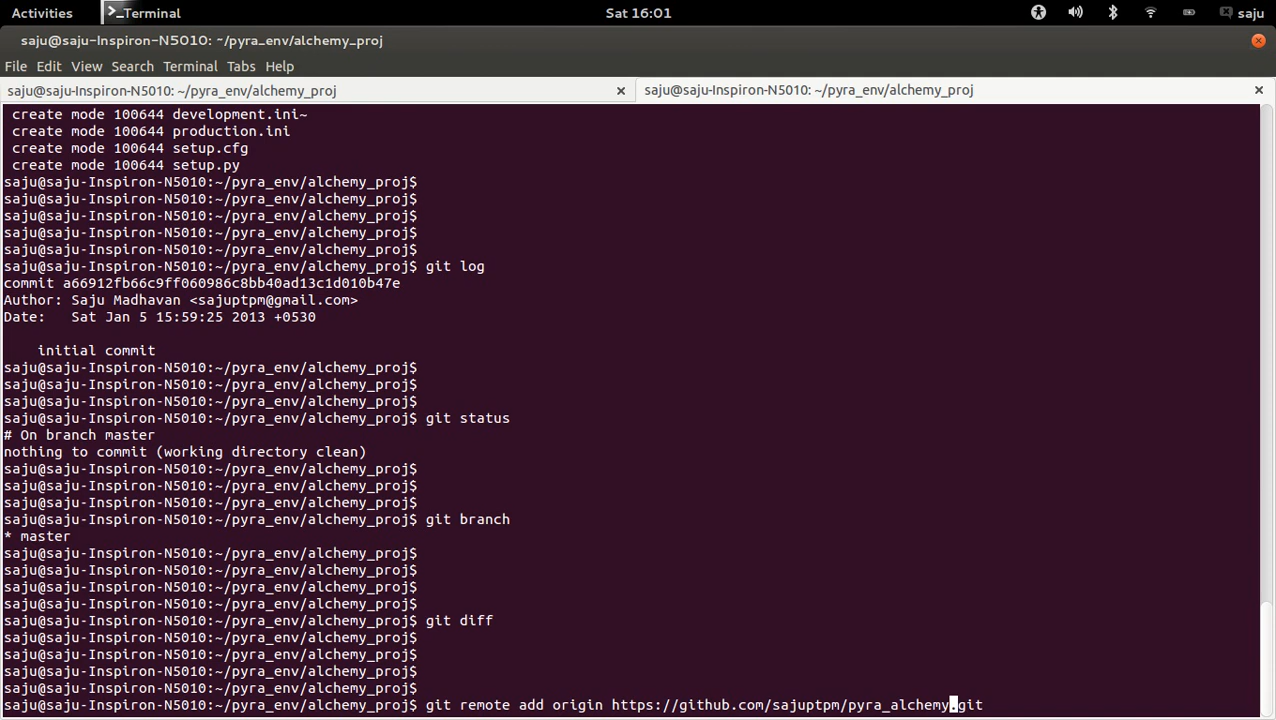 Activities
Terminal
Sat 16:01
saju
saju@saju-Inspiron-N5010: ~/pyra_env/alchemy_proj
File Edit View Search Terminal Tabs Help
saju@saju-Inspiron-N5010: ~/pyra_env/alchemy_proj
saju@saju-Inspiron-N5010: ~/pyra_env/alchemy_proj
create mode 100644 development.ini~
create mode 100644 production.ini
create mode 100644 setup.cfg
create mode 100644 setup.py
saju@saju-Inspiron-N5010:~/pyra_env/alchemy_proj$
saju@saju-Inspiron-N5010:~/pyra_env/alchemy_proj$
saju@saju-Inspiron-N5010:~/pyra_env/alchemy_proj$
saju@saju-Inspiron-N5010:~/pyra_env/alchemy_proj$
saju@saju-Inspiron-N5010:~/pyra_env/alchemy_proj$
saju@saju-Inspiron-N5010:~/pyra_env/alchemy_proj$ git log
commit a66912fb66c9ff060986c8bb40ad13c1d010b47e
Author: Saju Madhavan <sajuptpm@gmail.com>
Date:   Sat Jan 5 15:59:25 2013 +0530
initial commit
saju@saju-Inspiron-N5010:~/pyra_env/alchemy_proj$
saju@saju-Inspiron-N5010:~/pyra_env/alchemy_proj$
saju@saju-Inspiron-N5010:~/pyra_env/alchemy_proj$
saju@saju-Inspiron-N5010:~/pyra_env/alchemy_proj$ git status
# On branch master
nothing to commit (working directory clean)
saju@saju-Inspiron-N5010:~/pyra_env/alchemy_proj$
saju@saju-Inspiron-N5010:~/pyra_env/alchemy_proj$
saju@saju-Inspiron-N5010:~/pyra_env/alchemy_proj$
saju@saju-Inspiron-N5010:~/pyra_env/alchemy_proj$ git branch
* master
saju@saju-Inspiron-N5010:~/pyra_env/alchemy_proj$
saju@saju-Inspiron-N5010:~/pyra_env/alchemy_proj$
saju@saju-Inspiron-N5010:~/pyra_env/alchemy_proj$
saju@saju-Inspiron-N5010:~/pyra_env/alchemy_proj$
saju@saju-Inspiron-N5010:~/pyra_env/alchemy_proj$ git diff
saju@saju-Inspiron-N5010:~/pyra_env/alchemy_proj$
saju@saju-Inspiron-N5010:~/pyra_env/alchemy_proj$
saju@saju-Inspiron-N5010:~/pyra_env/alchemy_proj$
saju@saju-Inspiron-N5010:~/pyra_env/alchemy_proj$
saju@saju-Inspiron-N5010:~/pyra_env/alchemy_proj$ git remote add origin https://github.com/sajuptpm/pyra_alchemy.git